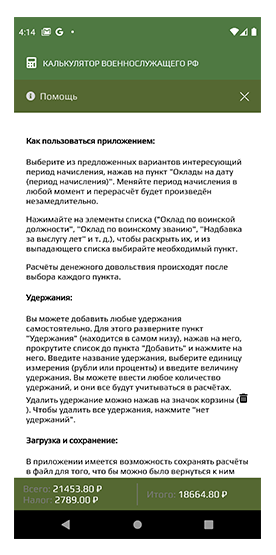 4:14
КАЛЬКУЛЯТОР ВОЕННОСЛУЖАЩЕГО РФ
Помощь
Как пользоваться приложением:
Выберите из предложенных вариантов интересующий
период начисления, нажав на пункт "Оклады на дату
(период начисления)". Меняйте период начисления в
любой момент и перерасчёт будет произведён
незамедлительно.
Нажимайте на элементы списка ("Оклад по воинской
должности", "Оклад по воинскому званию", "Надбавка
за выслугу лет" и т. д.), чтобы раскрыть их, и из
выпадающего списка выбирайте необходимый пункт.
Расчёты денежного довольствия происходят после
выбора каждого пункта.
Удержания:
Вы можете добавить любые удержания
самостоятельно. Для этого разверните пункт
"Удержания" (находится в самом низу), нажав на него,
прокрутите список до пункта "Добавить" и нажмите на
него. Введите название удержания, выберите единицу
измерения (рубли или проценты) и введите величину
удержания. Вы можете ввести любое количество
удержаний, и они все будут учитываться в расчётах.
Удалить удержание можно нажав на значок корзины (
). Чтобы удалить все удержания, нажмите "нет
удержаний".
Загрузка и сохранение:
В приложении имеется возможность сохранять расчёты
в файл для того, что бы можно было вернуться к ним
Всего: 21453.80 ₽
Налог: 2789.00 ₽
Итого: 18664.80 ₽